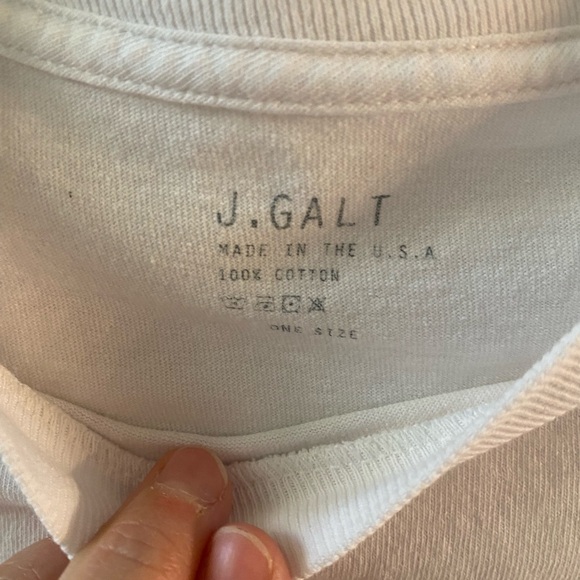 J.GALT
MADE IN THE U.S.A
100% COTTON
ONE SIZE